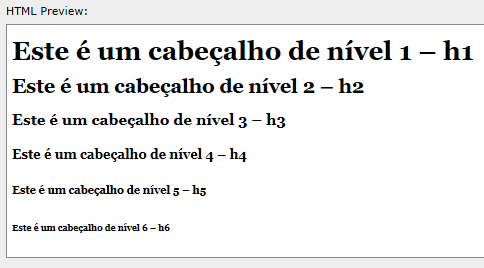 HTML Preview:
Este é um cabeçalho de nível 1 – h1
Este é um cabeçalho de nível 2 – h2
Este é um cabeçalho de nível 3 – h3
Este é um cabeçalho de nível 4 – h4
Este é um cabeçalho de nível 5 – h5
Este é um cabeçalho de nível 6 – h6